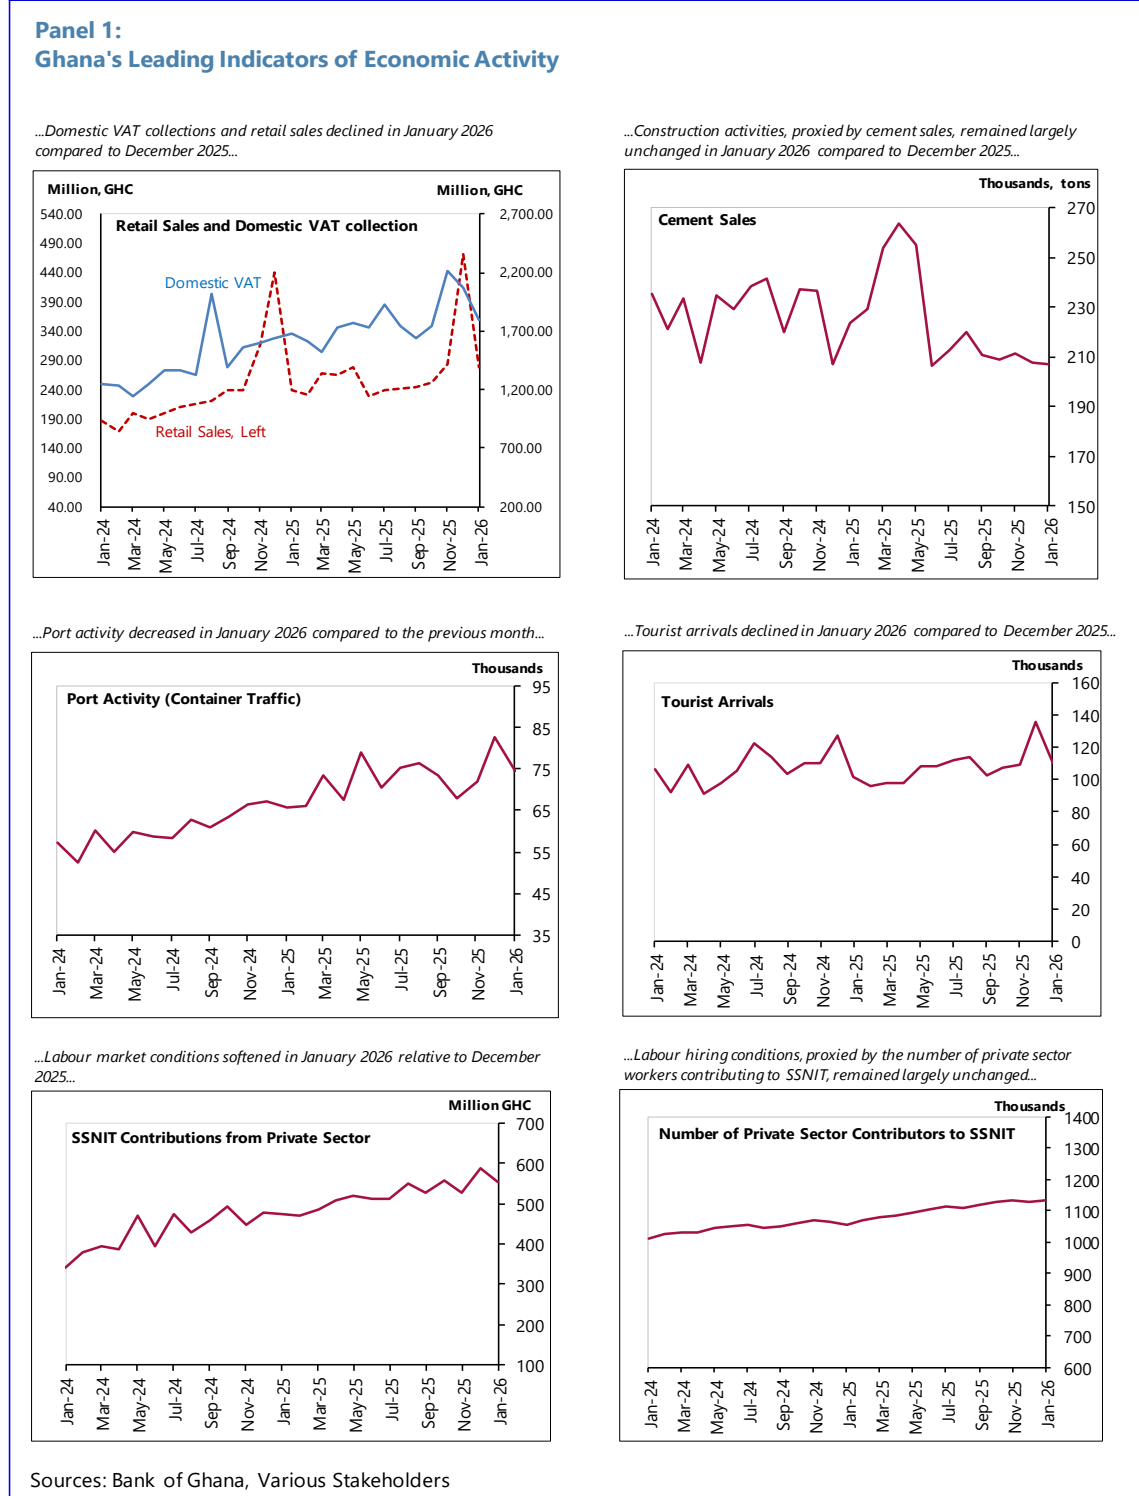 Panel 1:
Ghana's Leading Indicators of Economic Activity
...Domestic VAT collections and retail sales declined in January 2026
compared to December 2025...
Million, GHC
Million, GHC
Retail Sales and Domestic VAT collection
Domestic VAT
Retail Sales, Left
540.00
490.00
440.00
390.00
340.00
290.00
240.00
190.00
140.00
90.00
40.00
2,700.00
2,200.00
1,700.00
1,200.00
700.00
200.00
Jan-24
Mar-24
May-24
Jul-24
Sep-24
Nov-24
Jan-25
Mar-25
May-25
Jul-25
Sep-25
Nov-25
Jan-26
...Construction activities, proxied by cement sales, remained largely
unchanged in January 2026 compared to December 2025...
Thousands, tons
Cement Sales
270
250
230
210
190
170
150
Jan-24
Mar-24
May-24
Jul-24
Sep-24
Nov-24
Jan-25
Mar-25
May-25
Jul-25
Sep-25
Nov-25
Jan-26
...Port activity decreased in January 2026 compared to the previous month...
Thousands
Port Activity (Container Traffic)
95
85
75
65
55
45
35
Jan-24
Mar-24
May-24
Jul-24
Sep-24
Nov-24
Jan-25
Mar-25
May-25
Jul-25
Sep-25
Nov-25
Jan-26
...Tourist arrivals declined in January 2026 compared to December 2025...
Thousands
Tourist Arrivals
160
140
120
100
80
60
40
20
0
Jan-24
Mar-24
May-24
Jul-24
Sep-24
Nov-24
Jan-25
Mar-25
May-25
Jul-25
Sep-25
Nov-25
Jan-26
...Labour market conditions softened in January 2026 relative to December
2025...
Million GHC
SSNIT Contributions from Private Sector
700
600
500
400
300
200
100
Jan-24
Mar-24
May-24
Jul-24
Sep-24
Nov-24
Jan-25
Mar-25
May-25
Jul-25
Sep-25
Nov-25
Jan-26
...Labour hiring conditions, proxied by the number of private sector
workers contributing to SSNIT, remained largely unchanged...
Thousands
Number of Private Sector Contributors to SSNIT
1400
1300
1200
1100
1000
900
800
700
600
Jan-24
Mar-24
May-24
Jul-24
Sep-24
Nov-24
Jan-25
Mar-25
May-25
Jul-25
Sep-25
Nov-25
Jan-26
Sources: Bank of Ghana, Various Stakeholders